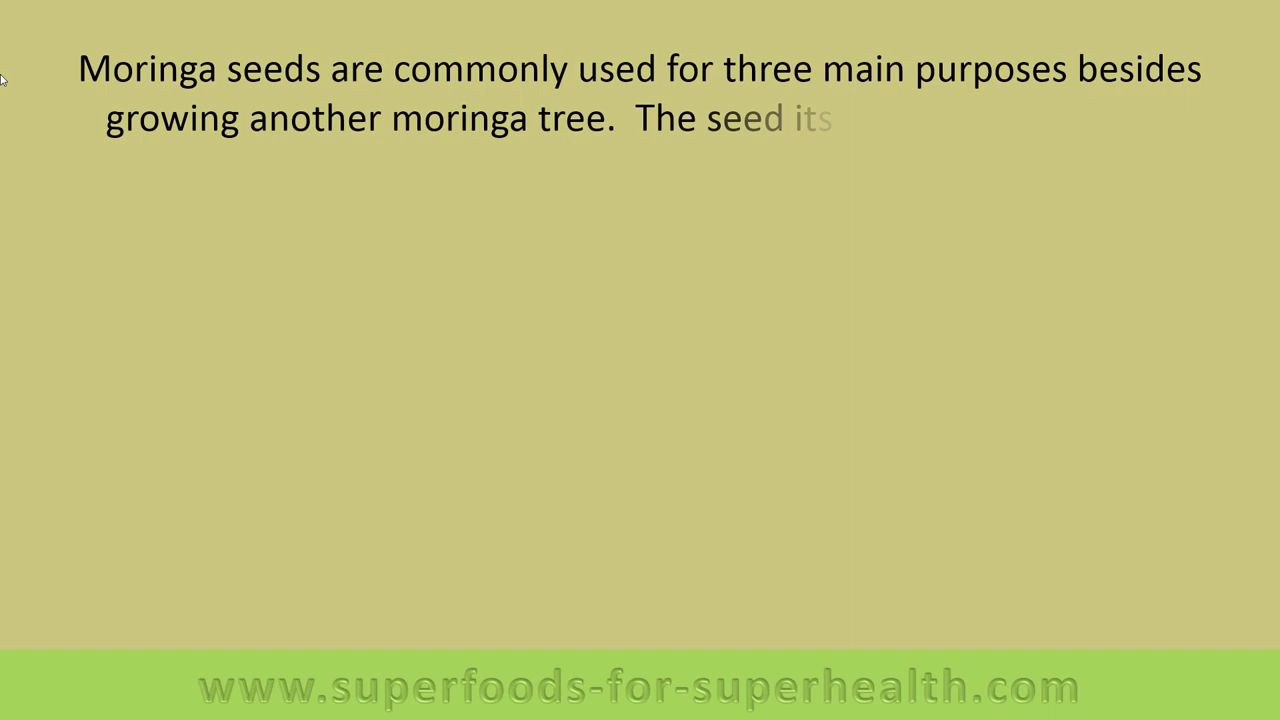 Moringa seeds are commonly used for three main purposes besides
growing another moringa tree.  The seed its
www.superfoods-for-superhealth.com